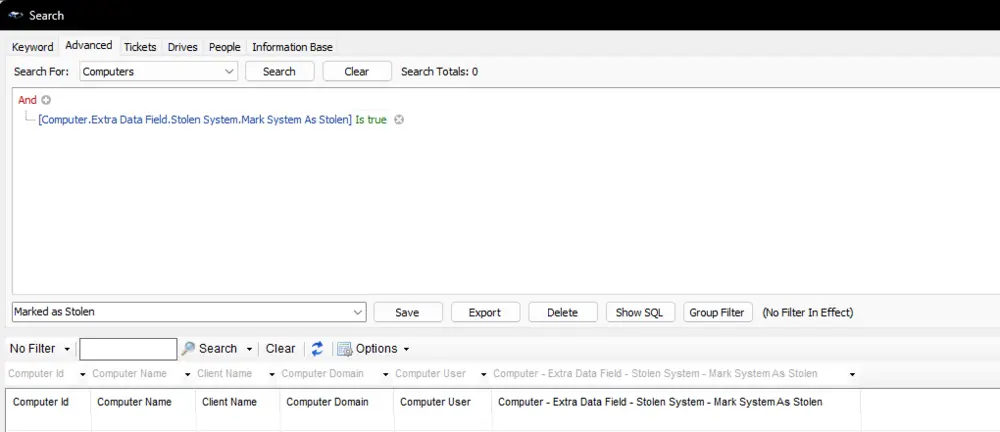 Search
Keyword Advanced Tickets Drives People Information Base
Search For: Computers Search Clear Search Totals: 0
And
[Computer.Extra Data Field.Stolen System.Mark System As Stolen] Is true
Marked as Stolen Save Export Delete Show SQL Group Filter (No Filter In Effect)
No Filter Search Clear Options
Computer Id Computer Name Client Name Computer Domain Computer User Computer - Extra Data Field - Stolen System - Mark System As Stolen
Computer Id Computer Name Client Name Computer Domain Computer User Computer - Extra Data Field - Stolen System - Mark System As Stolen